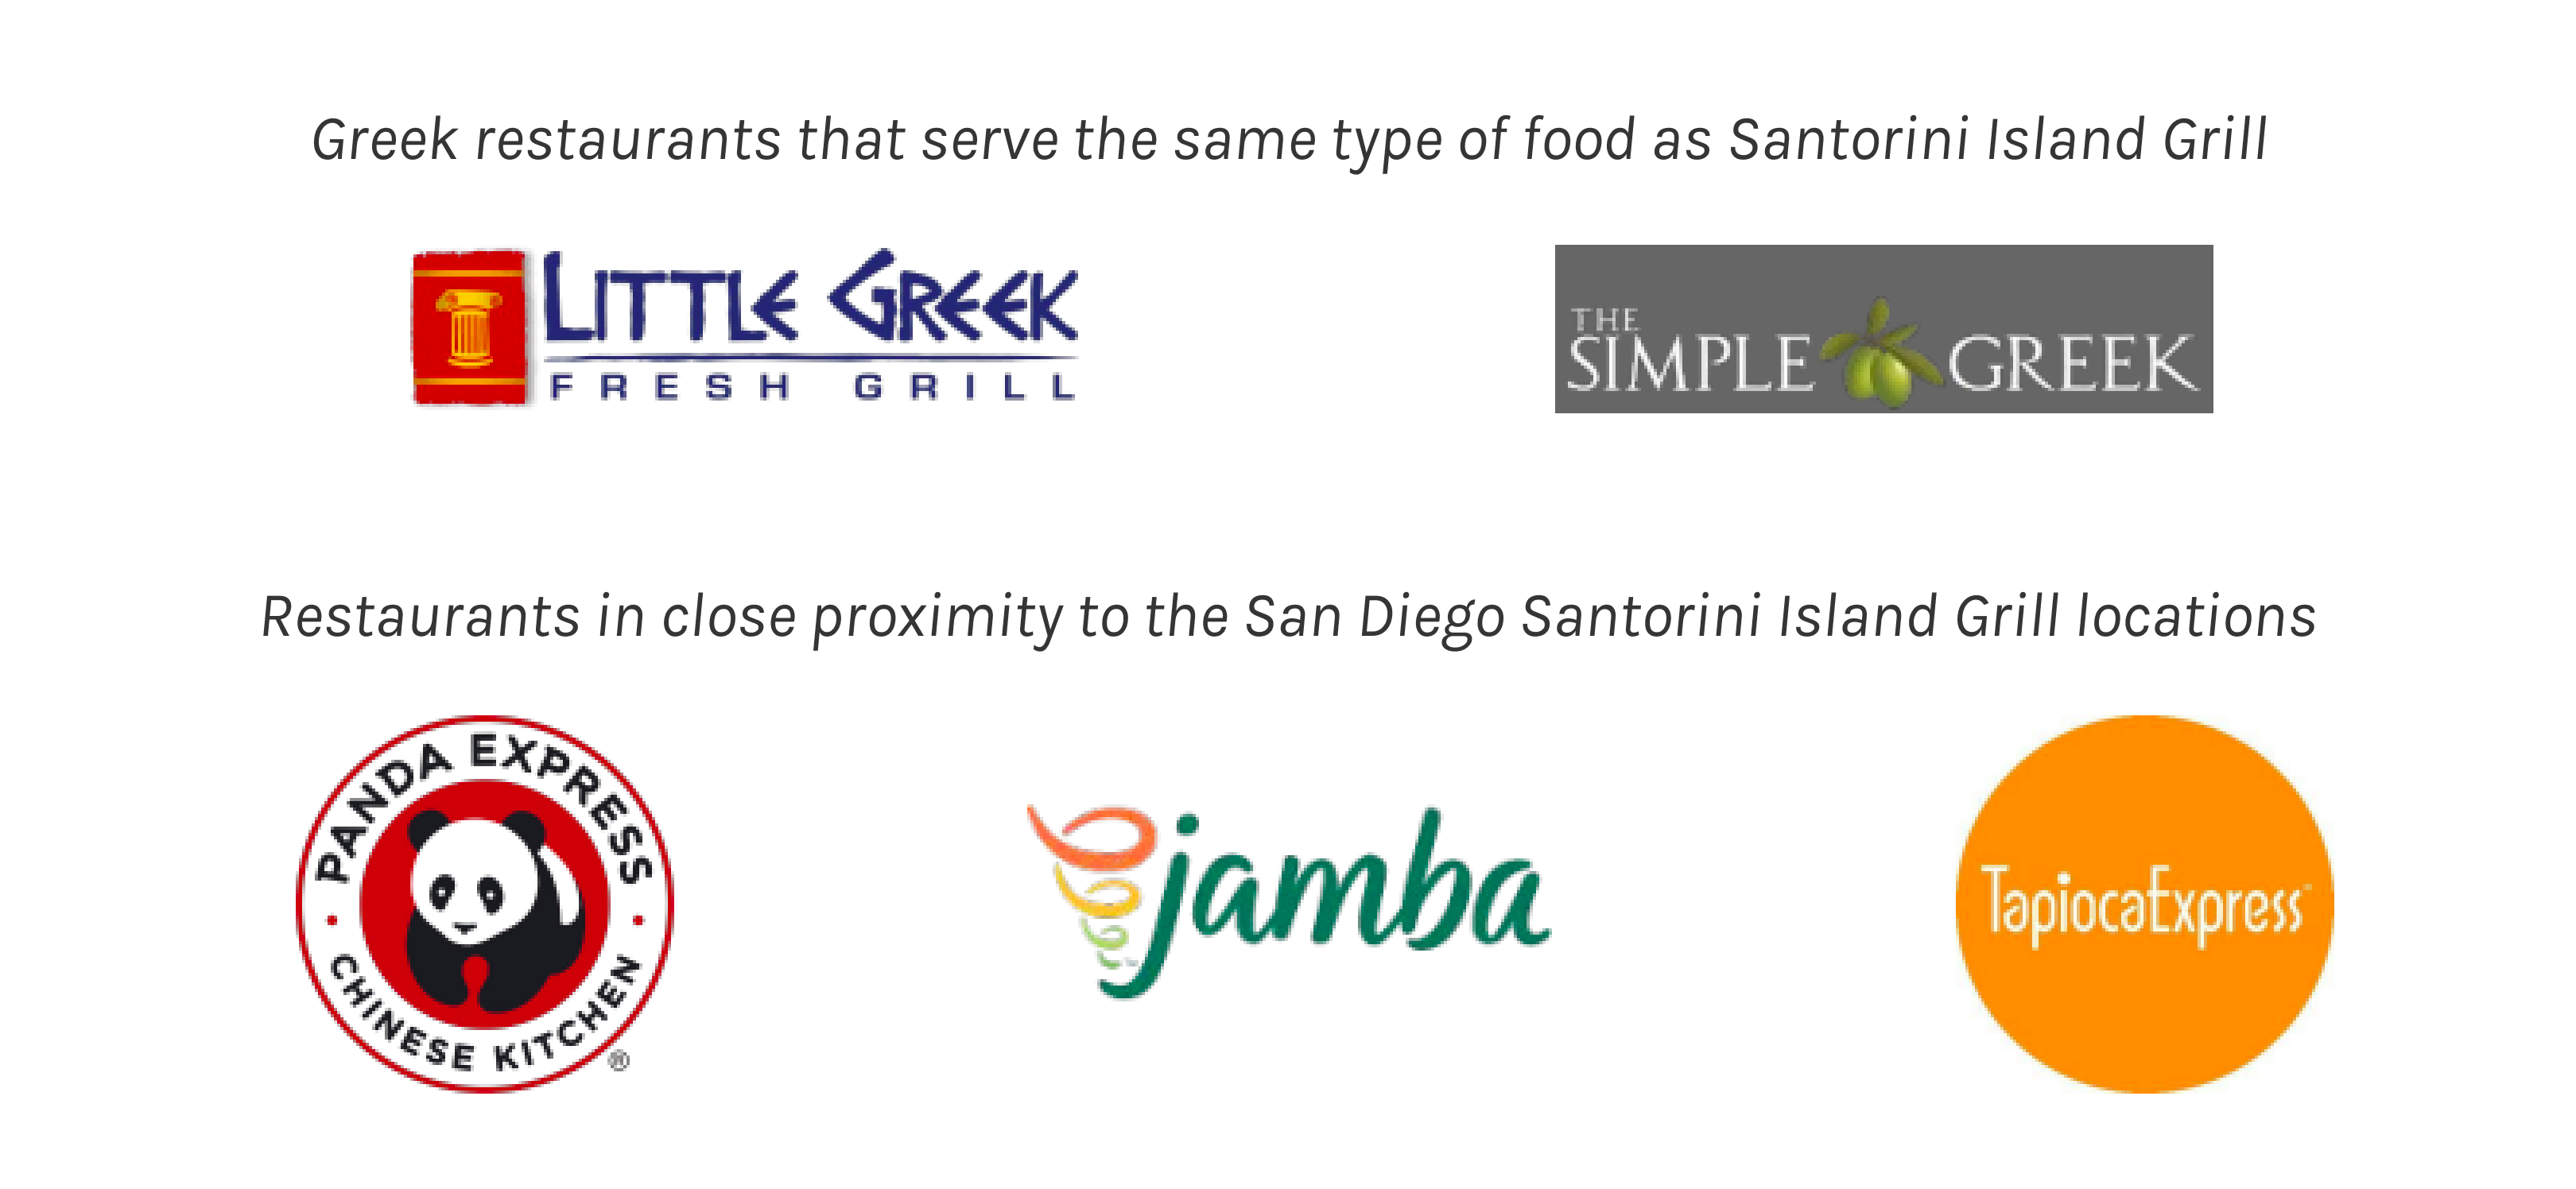 Greek restaurants that serve the same type of food as Santorini Island Grill
LITTLE GREEK
FRESH GRILL
THE
SIMPLE GREEK
Restaurants in close proximity to the San Diego Santorini Island Grill locations
PANDA EXPRESS
CHINESE KITCHEN
®
jamba
TapiocaExpress